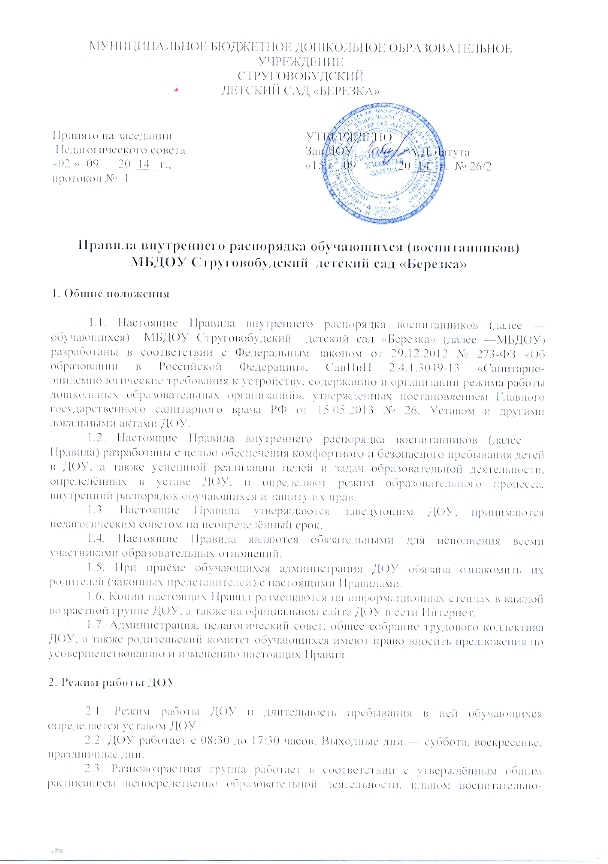 МУНИЦИПАЛЬНОЕ БЮДЖЕТНОЕ ДОШКОЛЬНОЕ ОБРАЗОВАТЕЛЬНОЕ
УЧРЕЖДЕНИЕ
СТРУГОВОБУДСКИЙ
ДЕТСКИЙ САД «БЕРЕЗКА»
Принято на заседании
Педагогического совета
«02 » 09 20 14 г.,
протокол № 1
УТВЕРЖДЕНО
Зав ДОУ
«15» 09 20 14 г. № 26/2
Правила внутреннего распорядка обучающихся (воспитанников)
МБДОУ Струговобудский детский сад «Березка»
1. Общие положения
1.1. Настоящие Правила внутреннего распорядка воспитанников (далее —
обучающихся) МБДОУ Струговобудский детский сад «Березка» (далее —МБДОУ)
разработаны в соответствии с Федеральным законом от 29.12.2012 № 273-ФЗ «Об
образовании в Российской Федерации», СанПиН 2.4.1.3049-13 «Санитарно-
эпидемиологические требования к устройству, содержанию и организации режима работы
дошкольных образовательных организаций», утвержденных постановлением Главного
государственного санитарного врача РФ от 15.05.2013 № 26, Уставом и другими
локальными актами ДОУ.
1.2. Настоящие Правила внутреннего распорядка воспитанников (далее
Правила) разработаны с целью обеспечения комфортного и безопасного пребывания детей
в ДОУ, а также успешной реализации целей и задач образовательной деятельности,
определённых в уставе ДОУ, и определяют режим образовательного процесса,
внутренний распорядок обучающихся и защиту их прав.
1.3. Настоящие Правила утверждаются заведующим ДОУ, принимаются
педагогическим советом на неопределённый срок.
1.4. Настоящие Правила являются обязательными для исполнения всеми
участниками образовательных отношений.
1.5. При приёме обучающихся администрация ДОУ обязана ознакомить их
родителей (законных представителей) с настоящими Правилами.
1.6. Копии настоящих Правил размещаются на информационных стендах в каждой
возрастной группе ДОУ, а также на официальном сайте ДОУ в сети Интернет.
1.7. Администрация, педагогический совет, общее собрание трудового коллектива
ДОУ, а также родительский комитет обучающихся имеют право вносить предложения по
усовершенствованию и изменению настоящих Правил.
2. Режим работы ДОУ
2.1. Режим работы ДОУ и длительность пребывания в ней обучающихся
определяется уставом ДОУ.
2.2. ДОУ работает с 08:30 до 17:30 часов. Выходные дни — суббота, воскресенье,
праздничные дни.
2.3. Разновозрастная группа работает в соответствии с утверждённым общим
расписанием непосредственно образовательной деятельности, планом воспитательно-